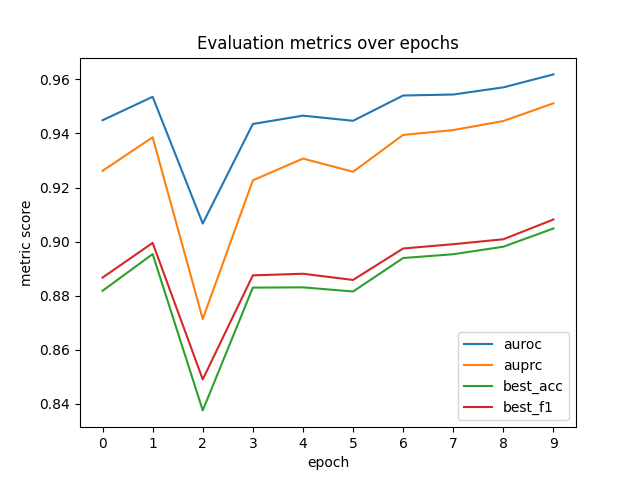 Evaluation metrics over epochs
metric score
0.96
0.94
0.92
0.90
0.88
0.86
0.84
auroc
auprc
best_acc
best_f1
0 1 2 3 4 5 6 7 8 9
epoch